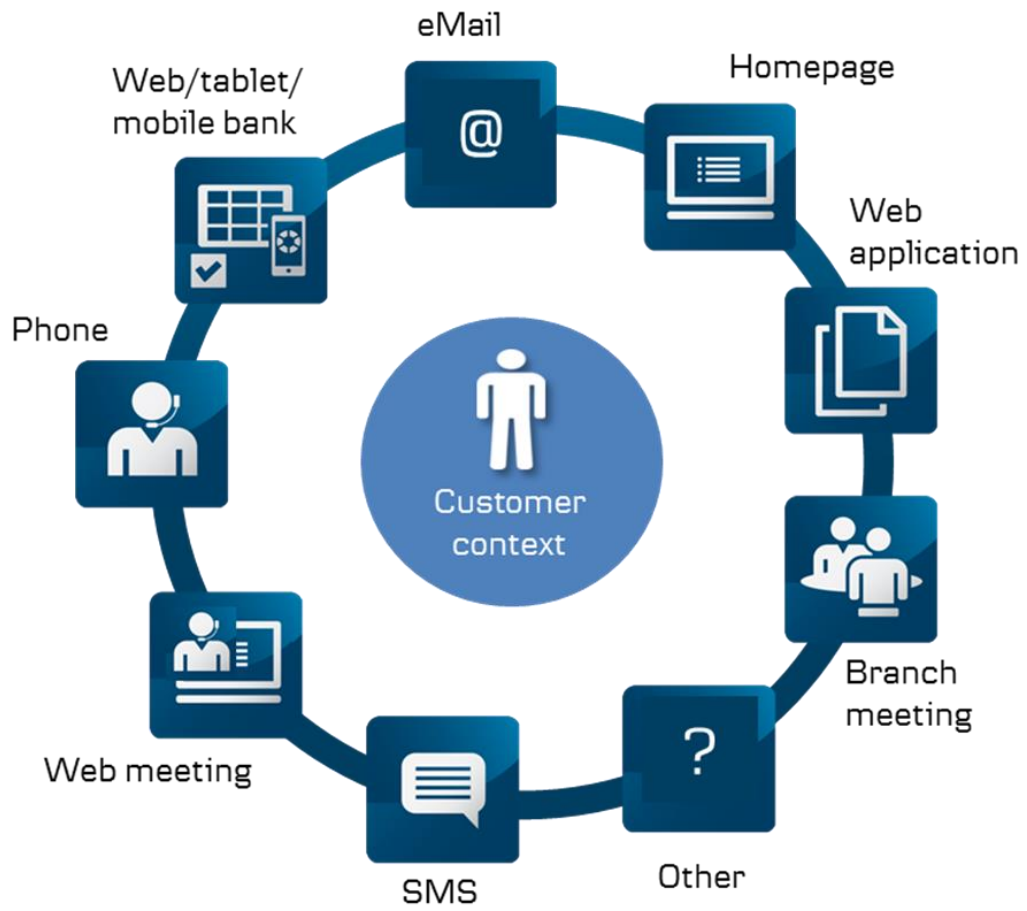 eMail
@
Homepage
Web/tablet/
mobile bank
Web
application
Phone
Customer
context
Branch
meeting
?
Web meeting
Other
SMS